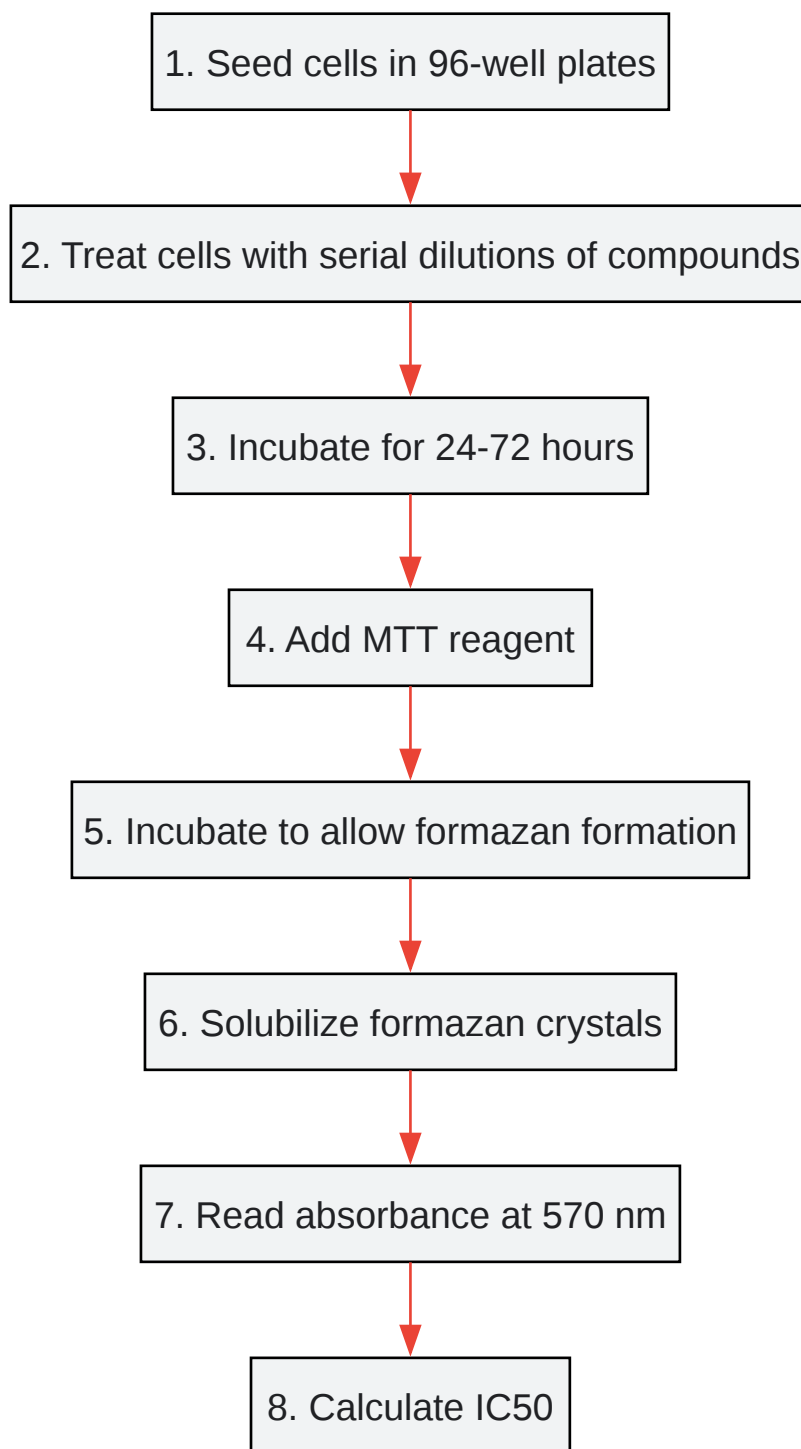 1. Seed cells in 96-well plates
2. Treat cells with serial dilutions of compounds
3. Incubate for 24-72 hours
4. Add MTT reagent
5. Incubate to allow formazan formation
6. Solubilize formazan crystals
7. Read absorbance at 570 nm
8. Calculate IC50